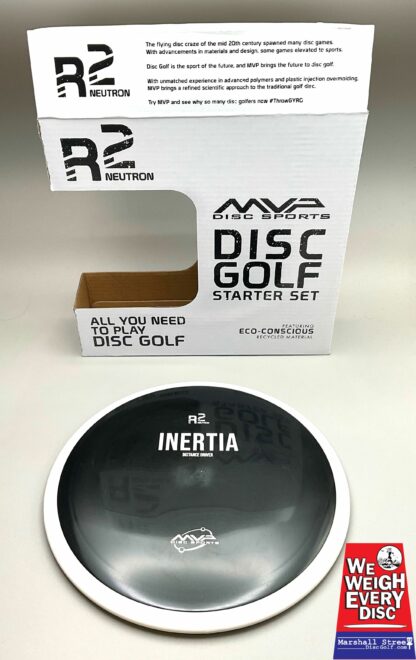 R2
NEUTRON
The flying disc craze of the mid 20th century spawned many disc games.
With advancements in materials and design, some games elevated to sports.
Disc Golf is the sport of the future, and MVP brings the future to disc golf.
With unmatched experience in advanced polymers and plastic injection overmolding,
MVP brings a refined scientific approach to the traditional golf disc.
Try MVP and see why so many disc golfers now #ThrowGYRO
R2
NEUTRON
MVP
DISC SPORTS
DISC
GOLF
STARTER SET
FEATURING
ECO-CONSCIOUS
RECYCLED MATERIAL
ALL YOU NEED
TO PLAY
DISC GOLF
R2
NEUTRON
INERTIA
DISTANCE DRIVER
MVP
DISC SPORTS
WE
WEIGH
EVERY
DISC
Marshall Street
DiscGolf.com